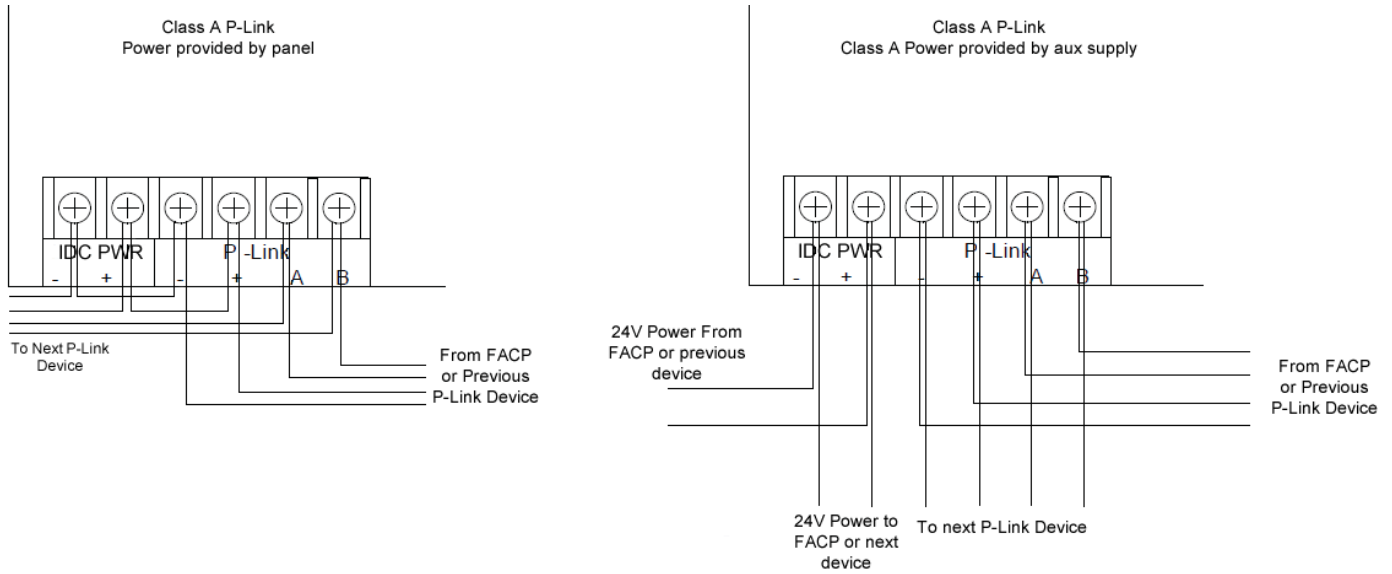 Class A P-Link
Power provided by panel
IDC PWR P -Link
- + - + A B
To Next P-Link
Device
From FACP
or Previous
P-Link Device
Class A P-Link
Class A Power provided by aux supply
IDC PWR P -Link
- + - + A B
24V Power From
FACP or previous
device
From FACP
or Previous
P-Link Device
24V Power to
FACP or next
device
To next P-Link Device